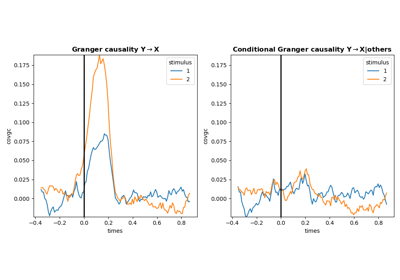 Granger causality Y→X
stimulus
1
2
covgc
0.175
0.150
0.125
0.100
0.075
0.050
0.025
0.000
−0.4 −0.2 0.0 0.2 0.4 0.6 0.8
times
Conditional Granger causality Y→X|others
stimulus
1
2
covgc
0.175
0.150
0.125
0.100
0.075
0.050
0.025
0.000
−0.4 −0.2 0.0 0.2 0.4 0.6 0.8
times